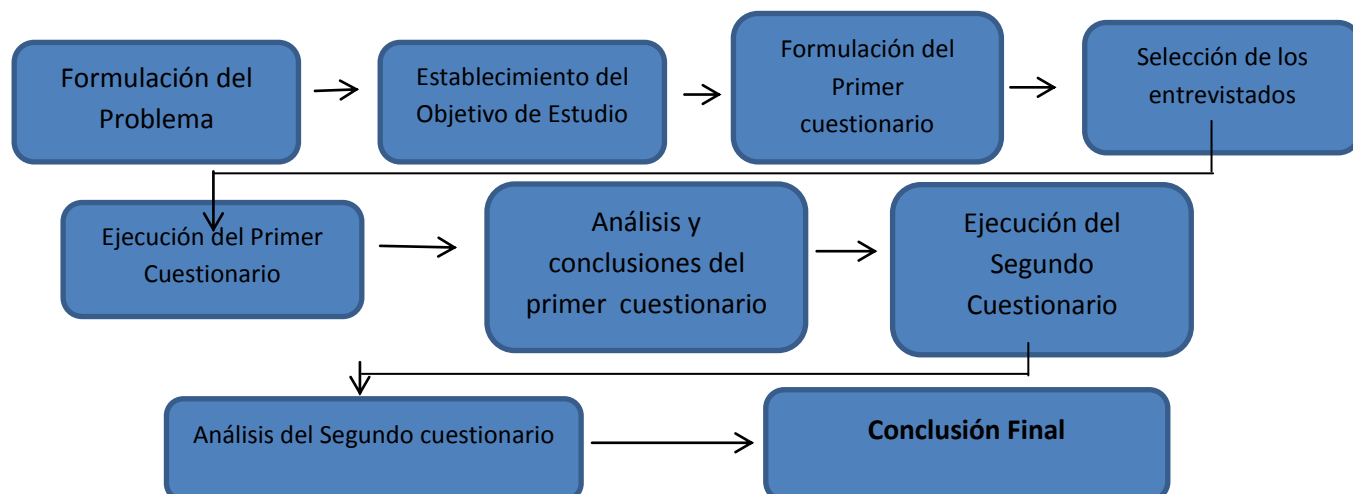 Formulación del
Problema
Establecimiento del
Objetivo de Estudio
Formulación del
Primer
cuestionario
Selección de los
entrevistados
Ejecución del Primer
Cuestionario
Análisis y
conclusiones del
primer cuestionario
Ejecución del
Segundo
Cuestionario
Análisis del Segundo cuestionario
Conclusión Final